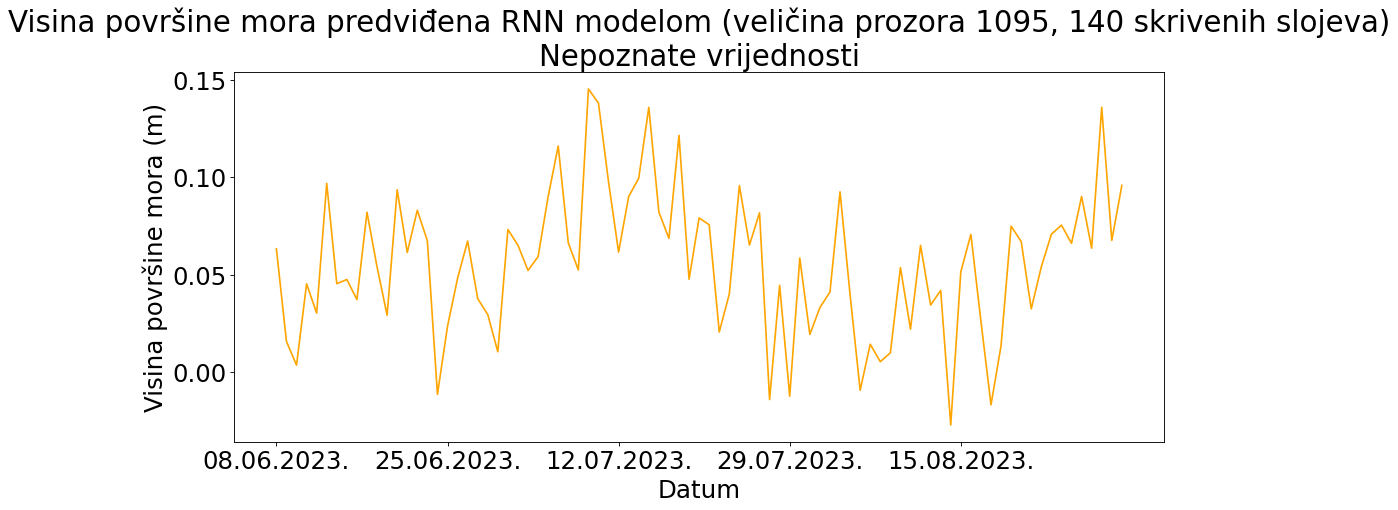 Visina površine mora predviđena RNN modelom (veličina prozora 1095, 140 skrivenih slojeva)
Nepoznate vrijednosti
Visina površine mora (m)
0.15
0.10
0.05
0.00
08.06.2023. 25.06.2023. 12.07.2023. 29.07.2023. 15.08.2023.
Datum